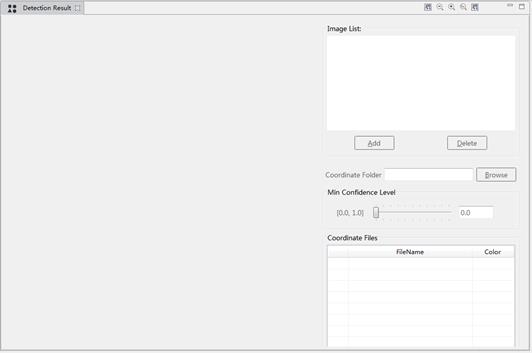 Detection Result
Image List:
Add
Delete
Coordinate Folder
Browse
Min Confidence Level
[0.0, 1.0]
0.0
Coordinate Files
FileName
Color